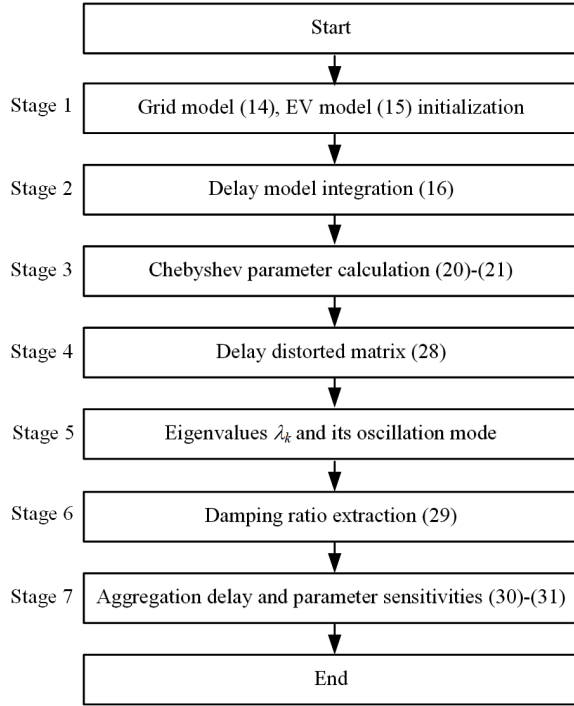 Start
Stage 1 Grid model (14), EV model (15) initialization
Stage 2 Delay model integration (16)
Stage 3 Chebyshev parameter calculation (20)-(21)
Stage 4 Delay distorted matrix (28)
Stage 5 Eigenvalues λk and its oscillation mode
Stage 6 Damping ratio extraction (29)
Stage 7 Aggregation delay and parameter sensitivities (30)-(31)
End